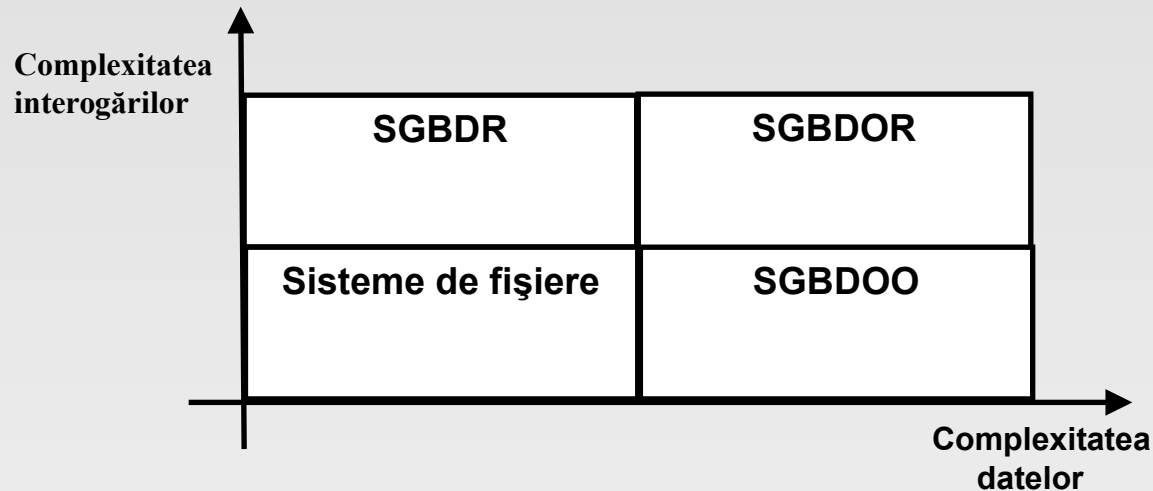 Complexitatea
interogărilor
SGBDR
SGBDOR
Sisteme de fişiere
SGBDOO
Complexitatea
datelor